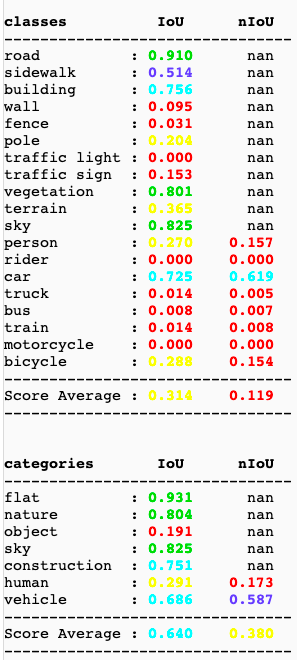 classes IoU nIoU
--------------------------------
road : 0.910 nan
sidewalk : 0.514 nan
building : 0.756 nan
wall : 0.095 nan
fence : 0.031 nan
pole : 0.204 nan
traffic light : 0.000 nan
traffic sign : 0.153 nan
vegetation : 0.801 nan
terrain : 0.365 nan
sky : 0.825 nan
person : 0.270 0.157
rider : 0.000 0.000
car : 0.725 0.619
truck : 0.014 0.005
bus : 0.008 0.007
train : 0.014 0.008
motorcycle : 0.000 0.000
bicycle : 0.288 0.154
--------------------------------
Score Average : 0.314 0.119
--------------------------------
categories IoU nIoU
--------------------------------
flat : 0.931 nan
nature : 0.804 nan
object : 0.191 nan
sky : 0.825 nan
construction : 0.751 nan
human : 0.291 0.173
vehicle : 0.686 0.587
--------------------------------
Score Average : 0.640 0.380
--------------------------------